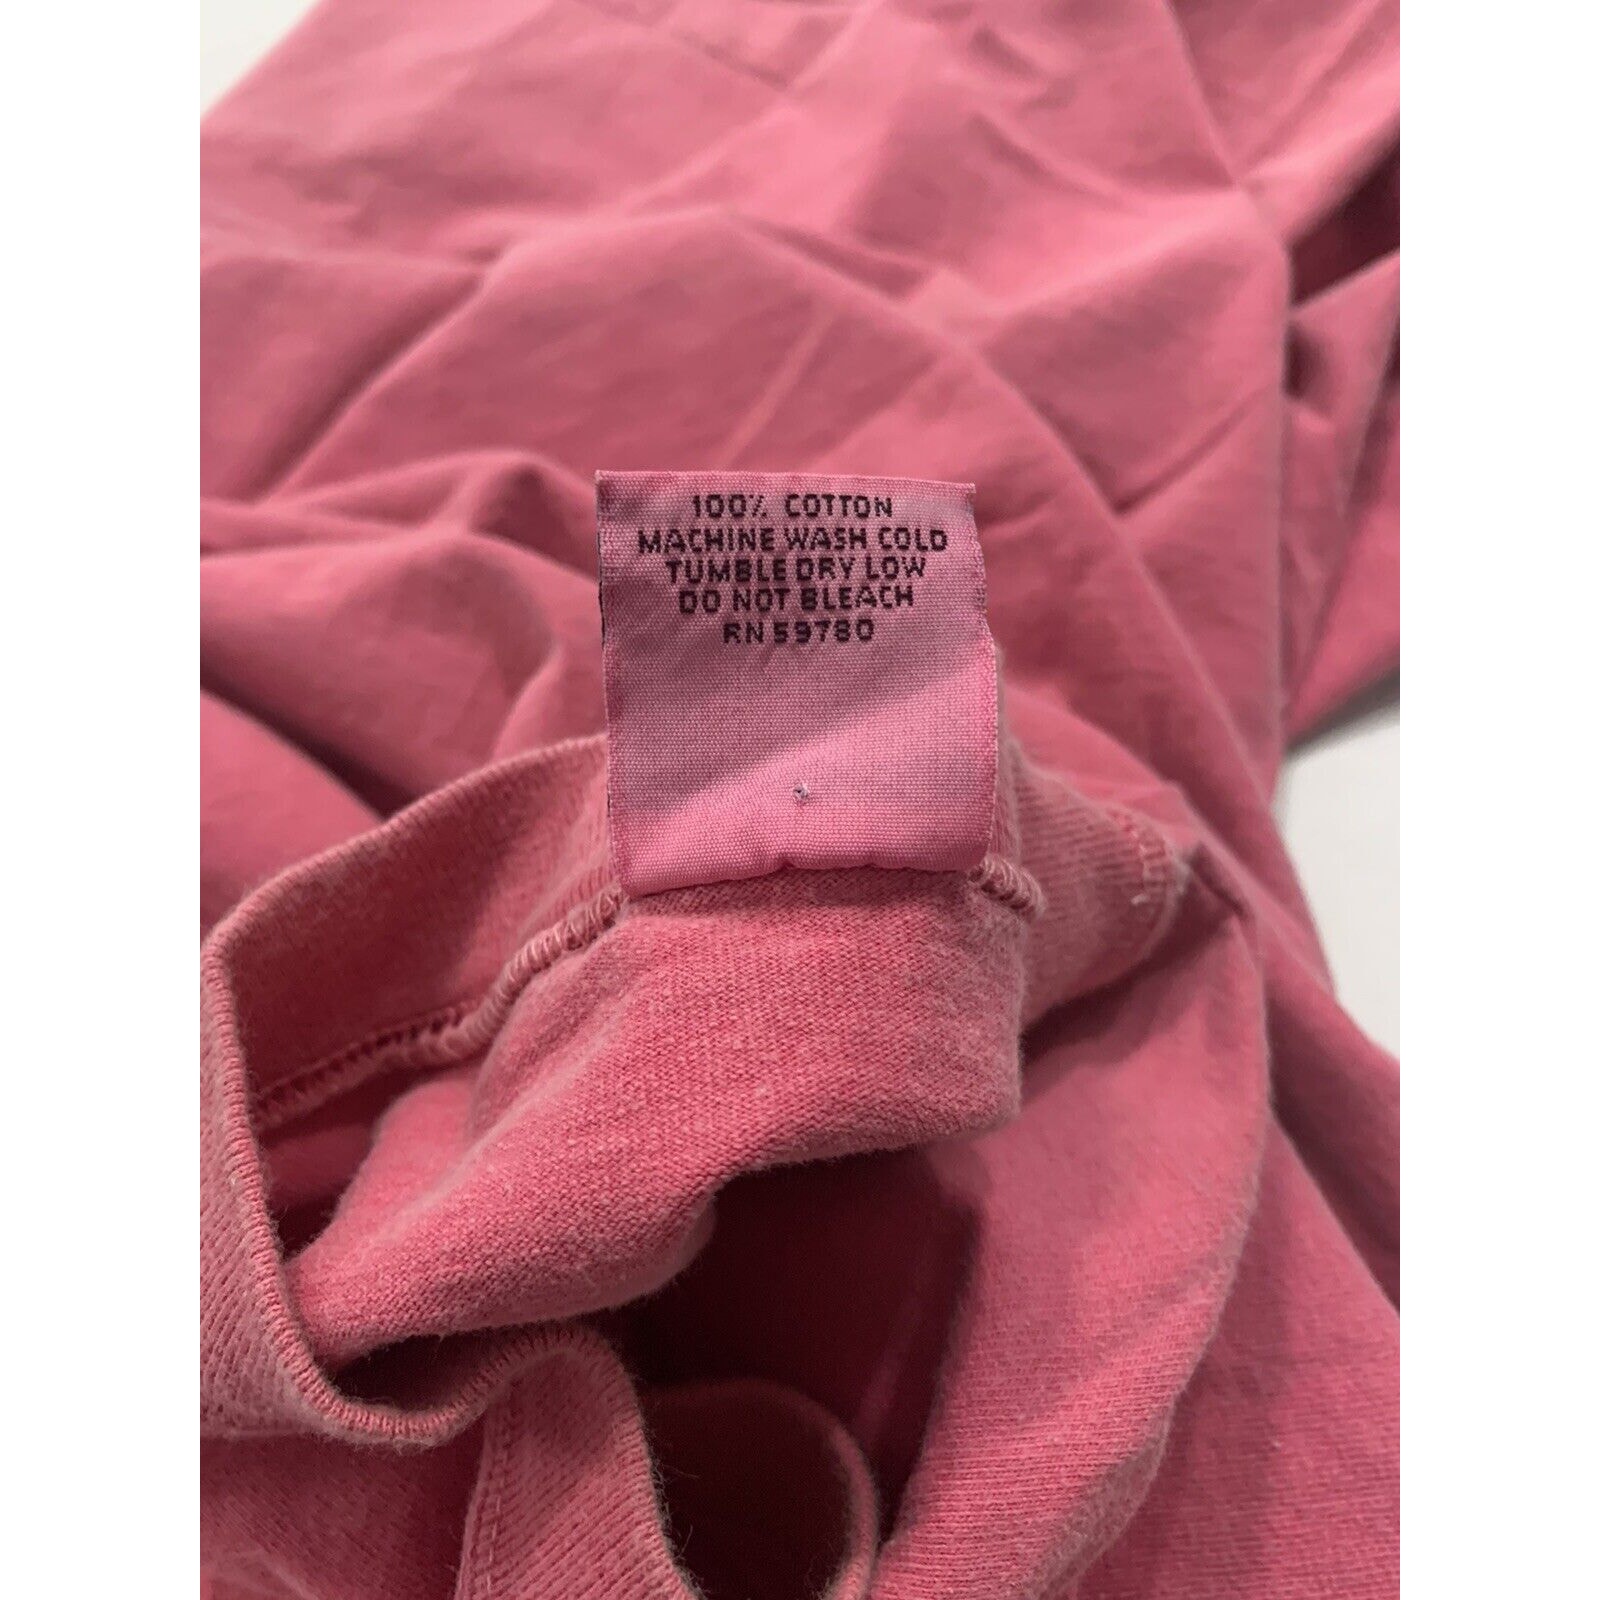 100% COTTON
MACHINE WASH COLD
TUMBLE DRY LOW
DO NOT BLEACH
RN 59780